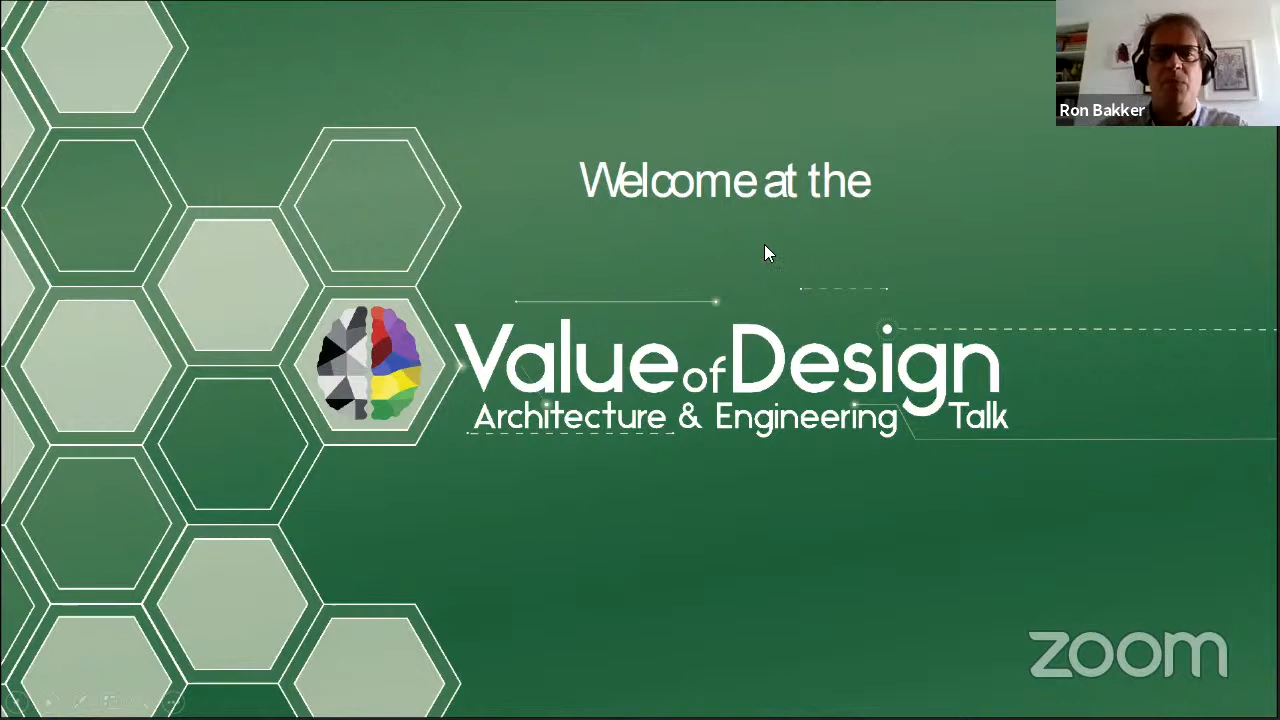 Ron Bakker
Welcome at the
Value of Design
Architecture & Engineering Talk
zoom